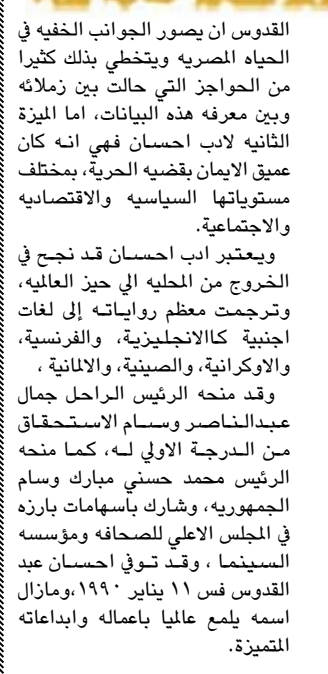 القدوس ان يصور الجوانب الخفيه في
الحياه المصريه ويتخطي بذلك كثيرا
من الحواجز التي حالت بين زملائه
وبين معرفه هذه البيانات، اما الميزة
الثانيه لادب احسان فهي انه كان
عميق الايمان بقضيه الحرية، بمختلف
مستوياتها السياسيه والاقتصاديه
والاجتماعية.
ويعتبر ادب احسان قد نجح في
الخروج من المحليه الي حيز العاليه،
وترجمت معظم رواياته إلى لغات
اجنبية كاالانجليزية، والفرنسية،
والاوكرانية، والصينية، والالمانية ،
وقد منحه الرئيس الراحل جمال
عبدالناصر وسام الاستحقاق
من الدرجة الاولي له، كما منحه
الرئيس محمد حسني مبارك وسام
الجمهوريه، وشارك باسهامات بارزه
في المجلس الاعلي للصحافه ومؤسسه
السينما ، وقد توفي احسان عبد
القدوس فس ١١ يناير ١٩٩٠ ،ومازال
اسمه يلمع عاليا باعماله وابداعاته
المتميزة.